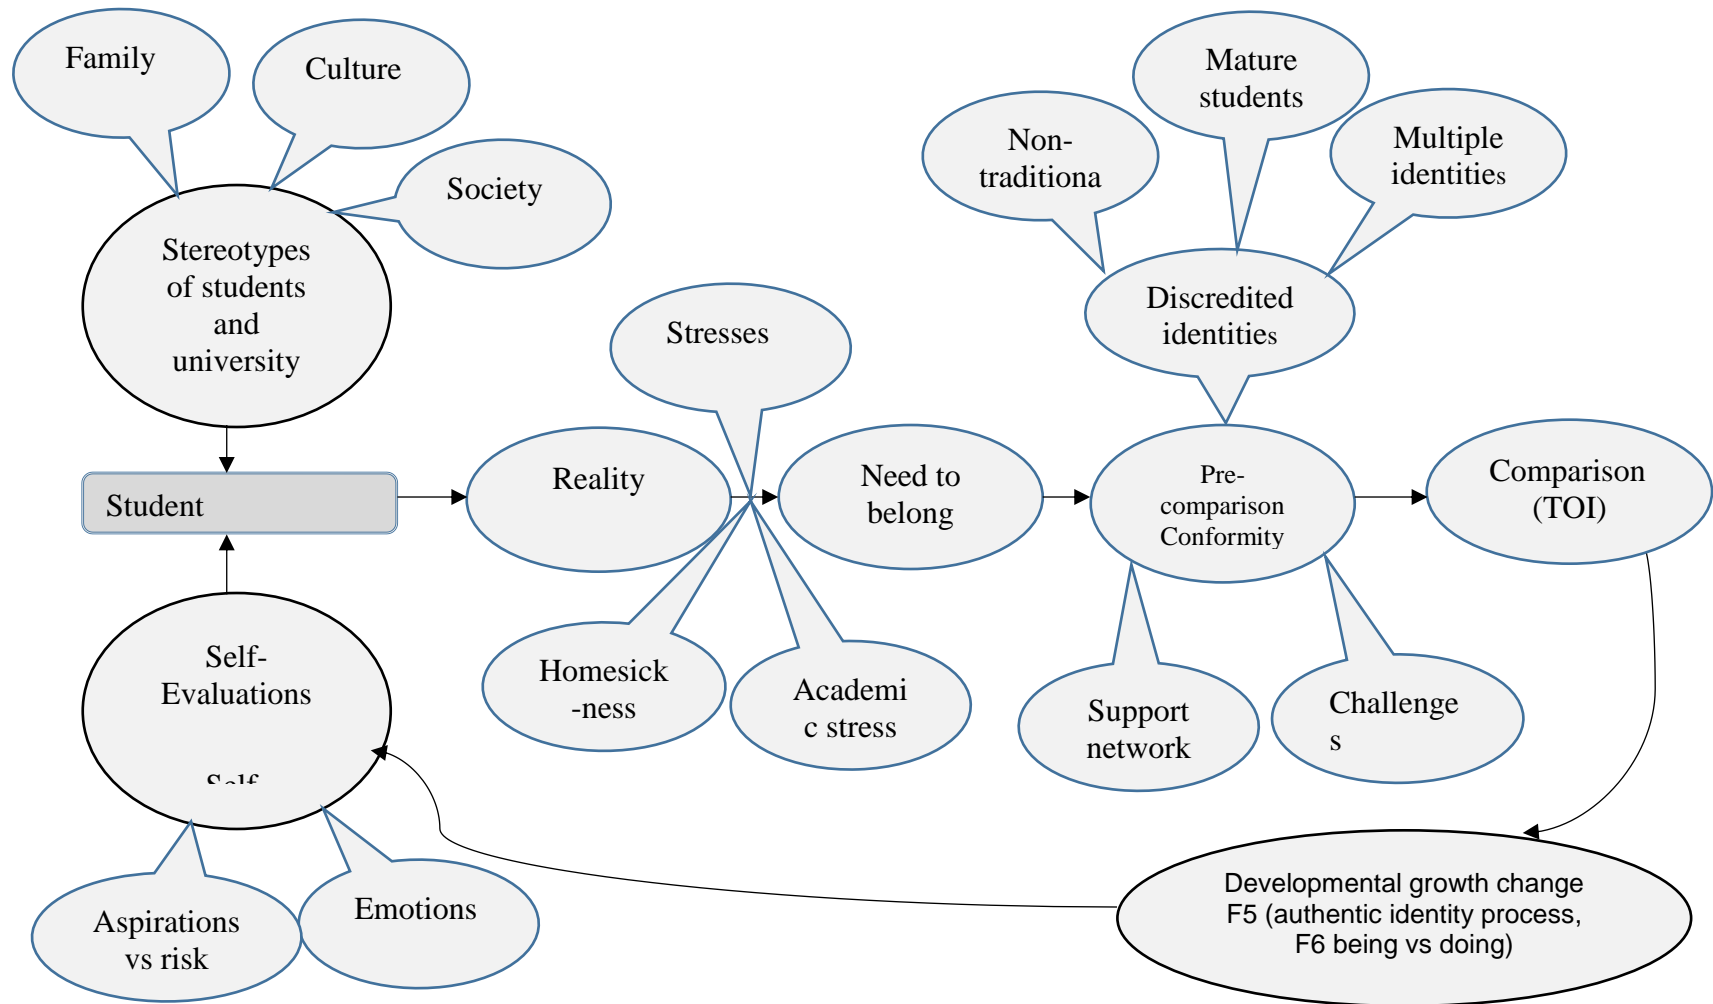 Family
Culture
Society
Stereotypes
of students
and
university
Student
Self-
Evaluations
Self
Aspirations
vs risk
Emotions
Reality
Stresses
Homesick
-ness
Academi
c stress
Need to
belong
Mature
students
Non-
traditiona
Multiple
identities
Discredited
identities
Pre-
comparison
Conformity
Support
network
Challenge
s
Comparison
(TOI)
Developmental growth change
F5 (authentic identity process,
F6 being vs doing)